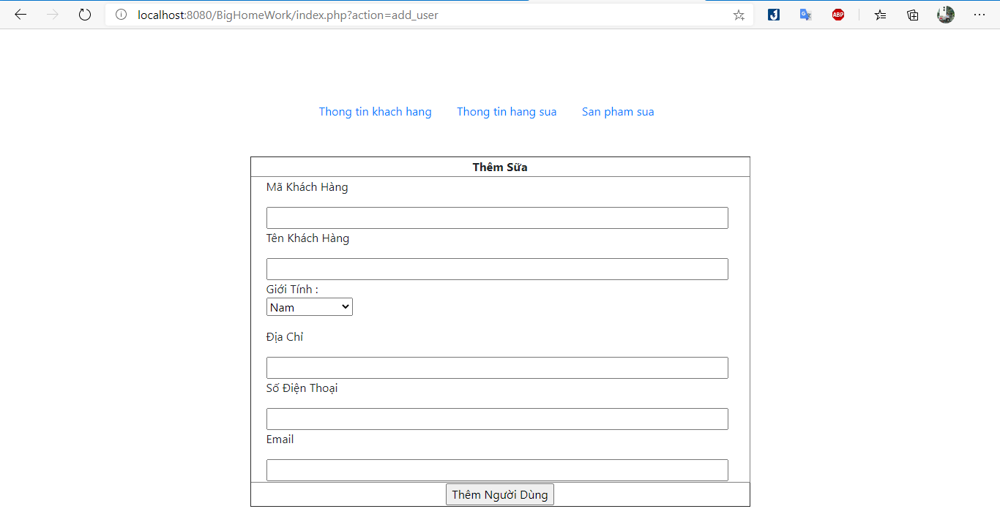 localhost:8080/BigHomeWork/index.php?action=add_user
ABP
Thong tin khach hang Thong tin hang sua San pham sua
Thêm Sữa
Mã Khách Hàng
Tên Khách Hàng
Giới Tính :
Nam
Địa Chỉ
Số Điện Thoại
Email
Thêm Người Dùng